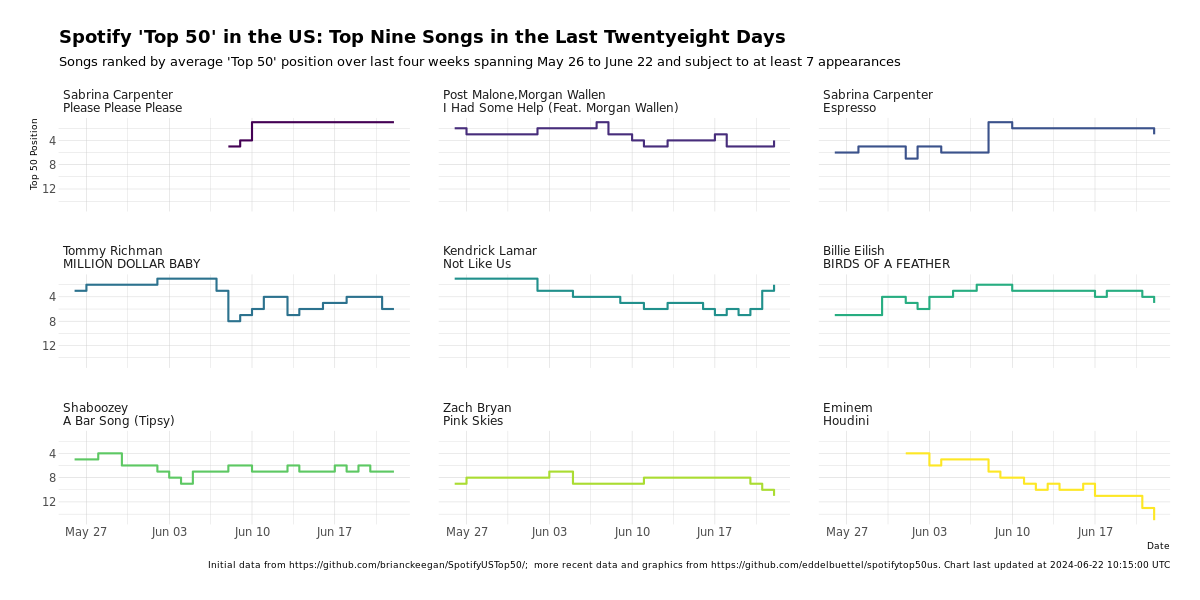 Spotify 'Top 50' in the US: Top Nine Songs in the Last Twentyeight Days
Songs ranked by average 'Top 50' position over last four weeks spanning May 26 to June 22 and subject to at least 7 appearances
Sabrina Carpenter
Please Please Please
Post Malone,Morgan Wallen
I Had Some Help (Feat. Morgan Wallen)
Sabrina Carpenter
Espresso
Top 50 Position
4
8
12
Tommy Richman
MILLION DOLLAR BABY
Kendrick Lamar
Not Like Us
Billie Eilish
BIRDS OF A FEATHER
4
8
12
Shaboozey
A Bar Song (Tipsy)
Zach Bryan
Pink Skies
Eminem
Houdini
4
8
12
May 27 Jun 03 Jun 10 Jun 17
May 27 Jun 03 Jun 10 Jun 17
May 27 Jun 03 Jun 10 Jun 17
Date
Initial data from https://github.com/brianckeegan/SpotifyUSTop50/; more recent data and graphics from https://github.com/eddelbuettel/spotifytop50us. Chart last updated at 2024-06-22 10:15:00 UTC